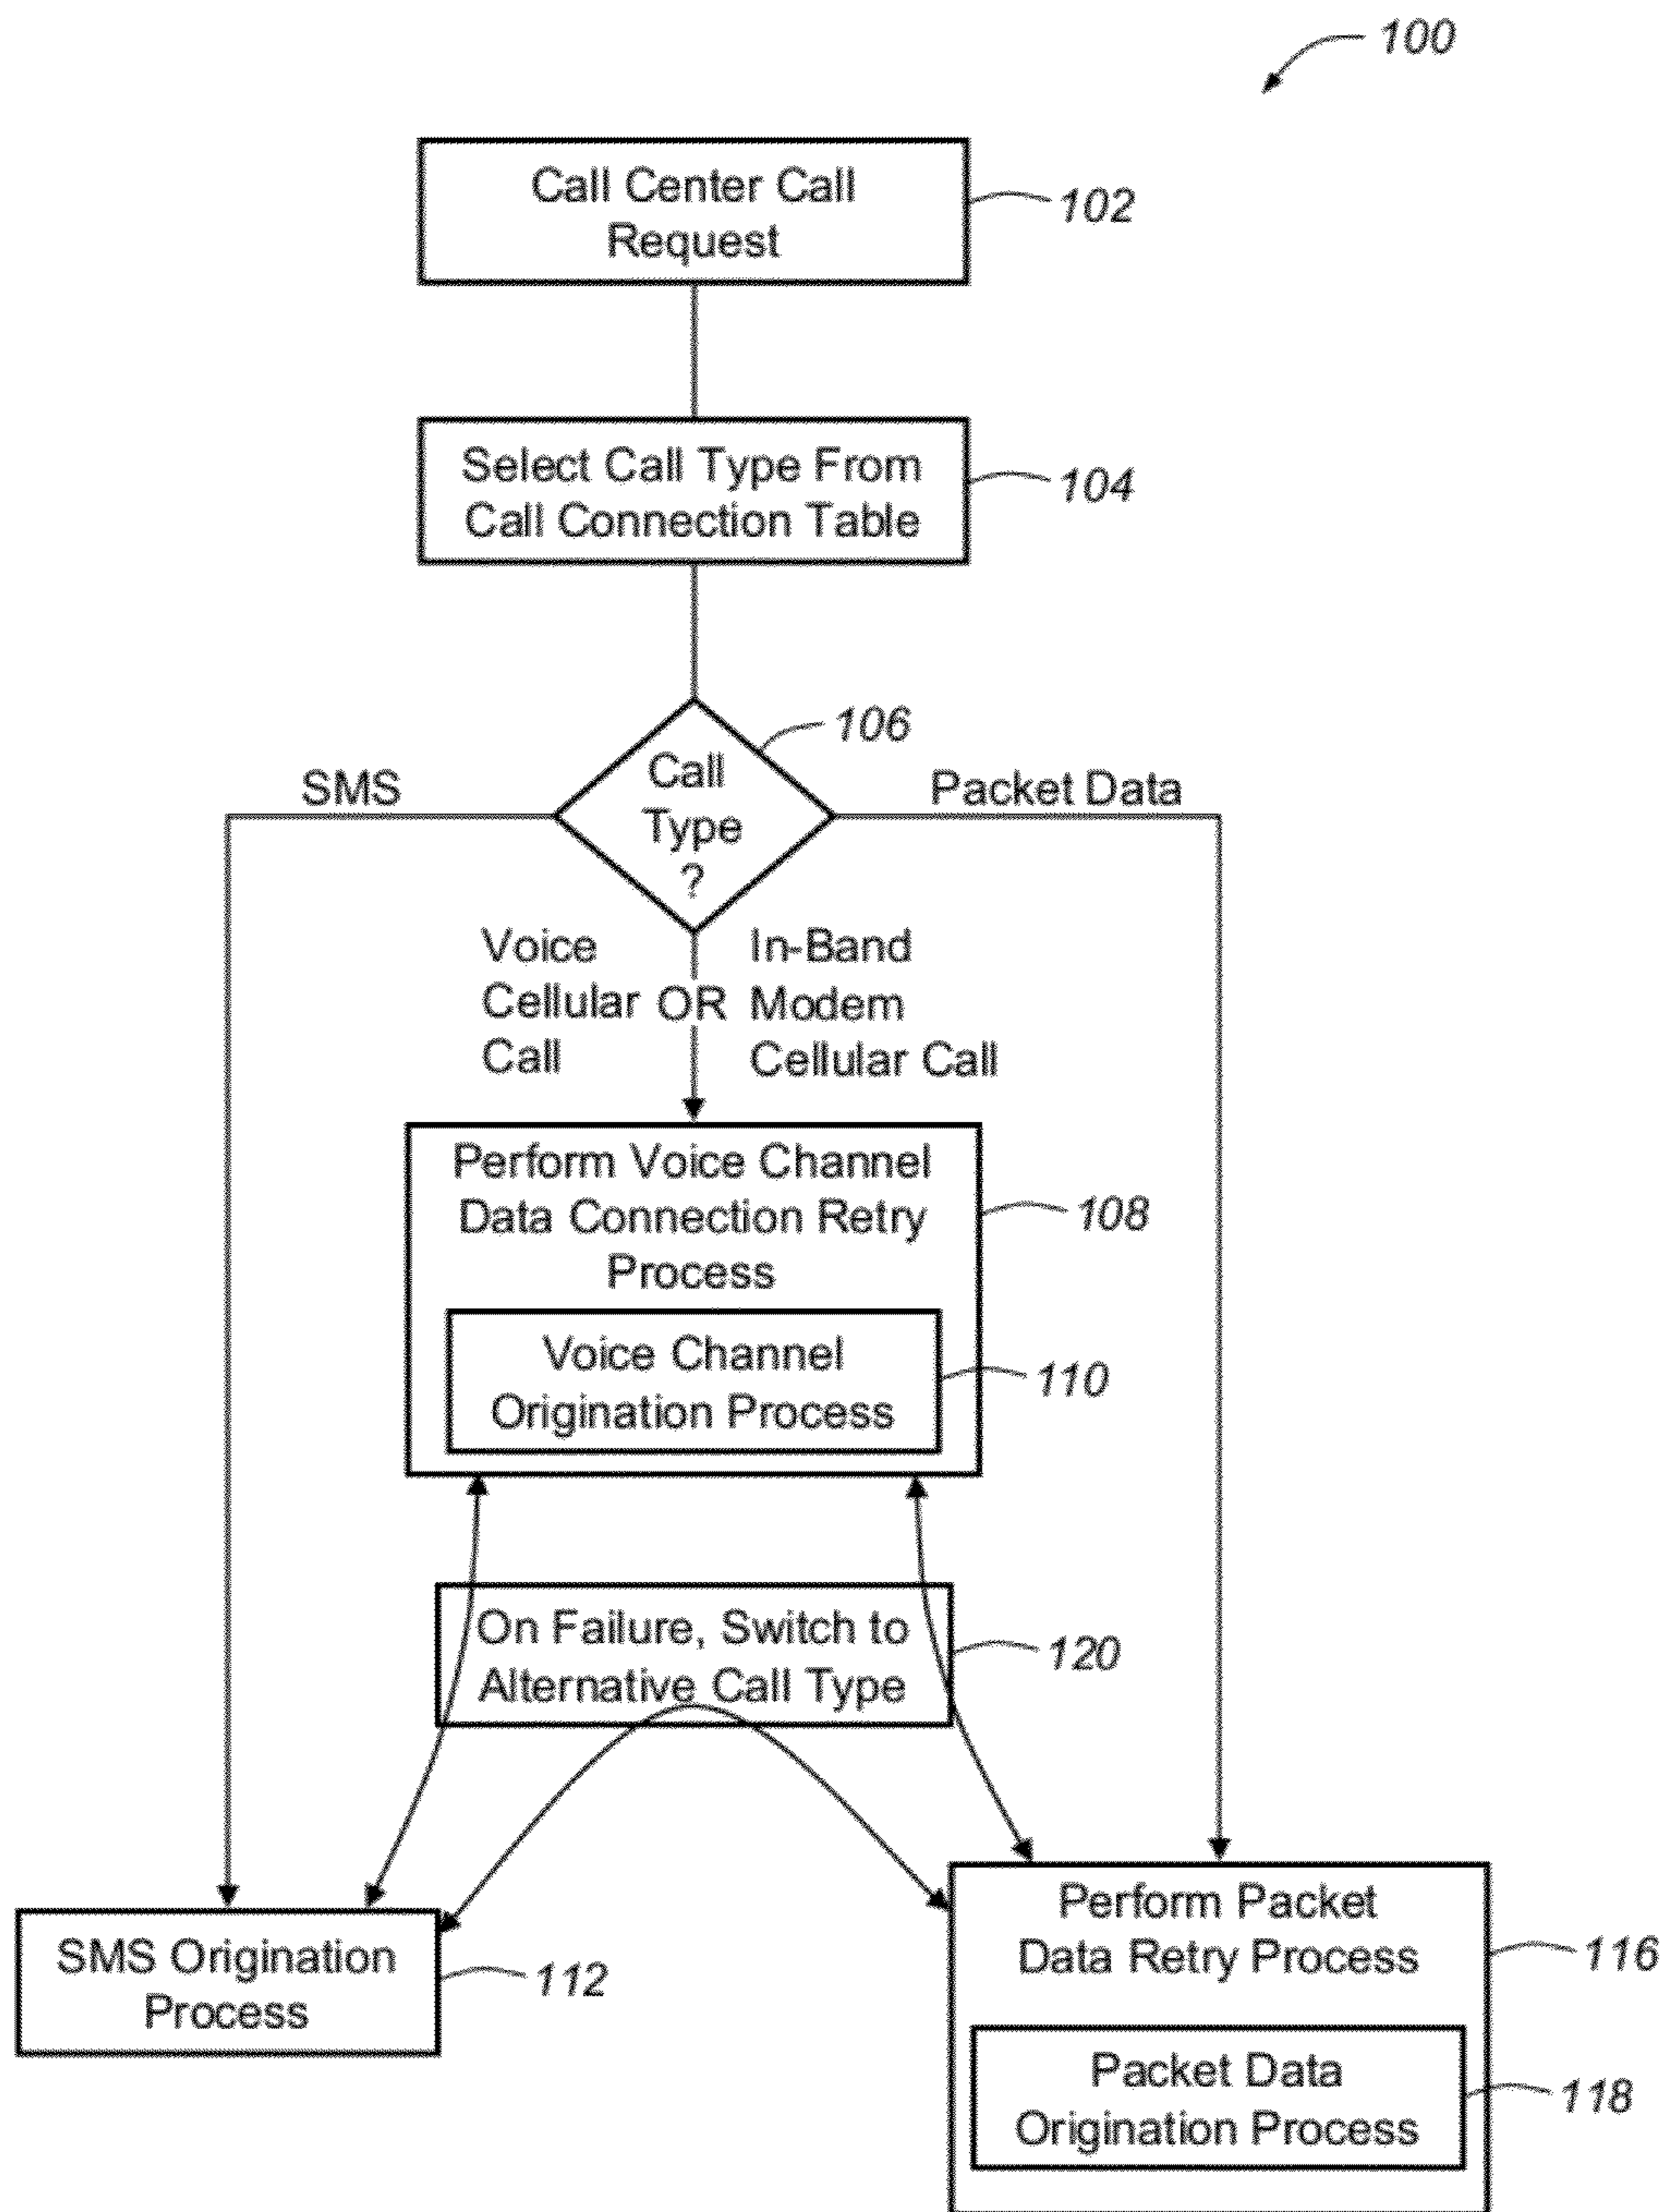 100
Call Center Call
Request
102
Select Call Type From
Call Connection Table
104
106
Call
Type
?
SMS
Packet Data
Voice
Cellular
Call
OR
In-Band
Modem
Cellular Call
Perform Voice Channel
Data Connection Retry
Process
108
Voice Channel
Origination Process
110
On Failure, Switch to
Alternative Call Type
120
SMS Origination
Process
112
Perform Packet
Data Retry Process
116
Packet Data
Origination Process
118